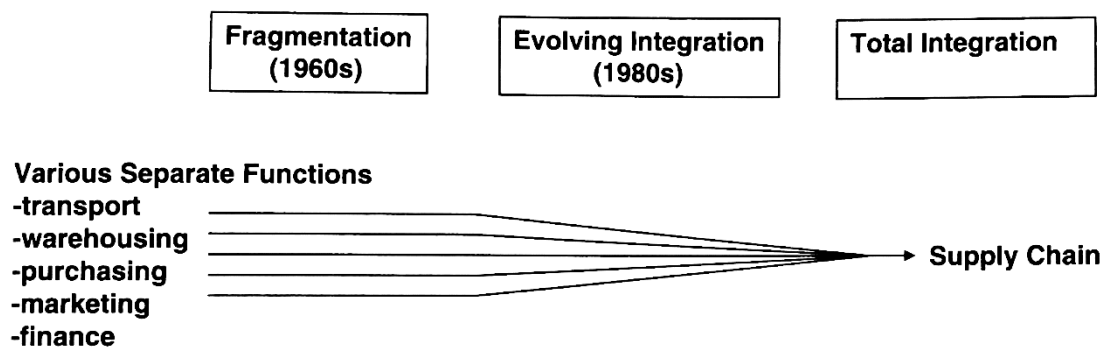 Fragmentation
(1960s)
Evolving Integration
(1980s)
Total Integration
Various Separate Functions
-transport
-warehousing
-purchasing
-marketing
-finance
Supply Chain